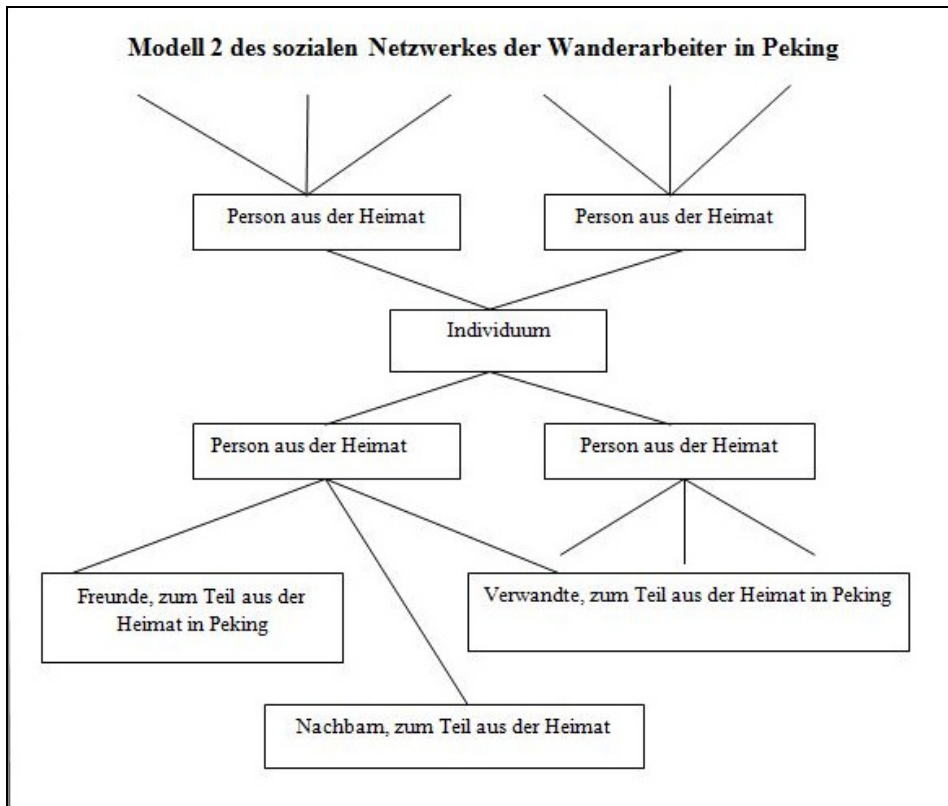 Modell 2 des sozialen Netzwerkes der Wanderarbeiter in Peking
Person aus der Heimat
Person aus der Heimat
Individuum
Person aus der Heimat
Person aus der Heimat
Freunde, zum Teil aus der
Heimat in Peking
Verwandte, zum Teil aus der Heimat in Peking
Nachbarn, zum Teil aus der Heimat